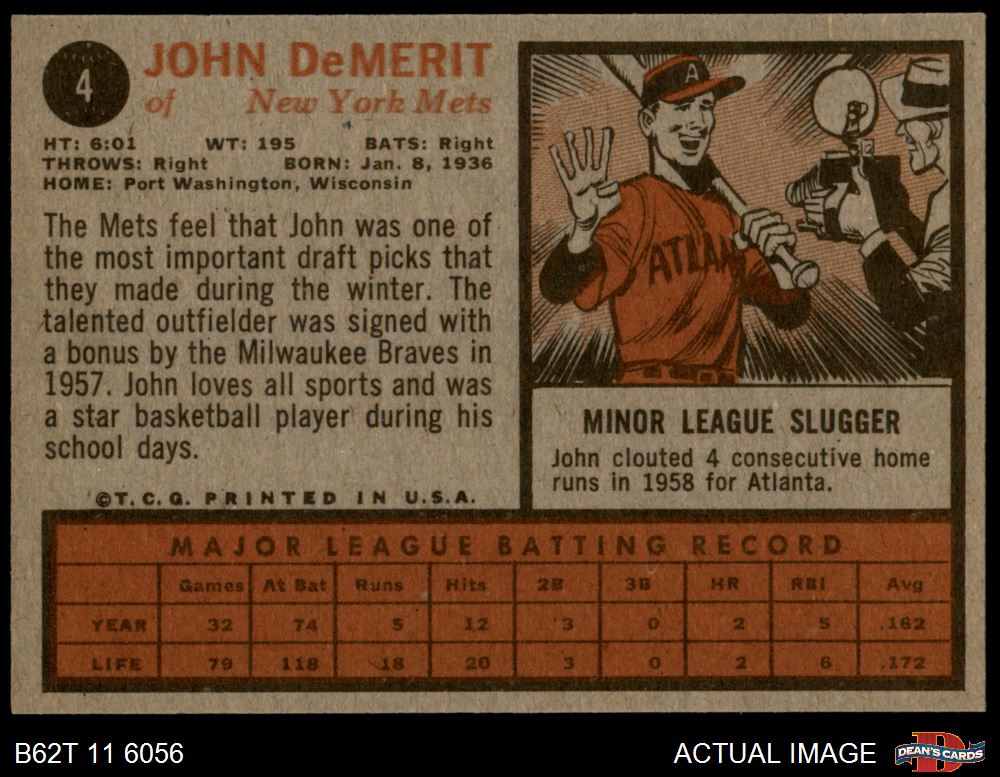 4
JOHN DeMERIT
of New York Mets
HT: 6:01 WT: 195 BATS: Right
THROWS: Right BORN: Jan. 8, 1936
HOME: Port Washington, Wisconsin
The Mets feel that John was one of
the most important draft picks that
they made during the winter. The
talented outfielder was signed with
a bonus by the Milwaukee Braves in
1957. John loves all sports and was
a star basketball player during his
school days.
©T.C.G. PRINTED IN U.S.A.
A
ATLAN
MINOR LEAGUE SLUGGER
John clouted 4 consecutive home
runs in 1958 for Atlanta.
MAJOR LEAGUE BATTING RECORD
Games At Bat Runs Hits 2B 3B HR RBI Avg
YEAR 32 74 5 12 3 0 2 5 .162
LIFE 79 118 18 20 3 0 2 6 .172
B62T 11 6056
ACTUAL IMAGE
D
DEAN'S CARDS